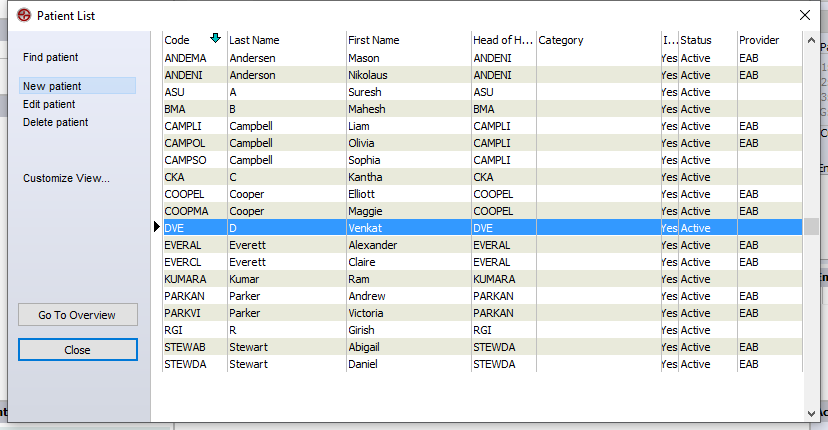 Patient List
Find patient
New patient
Edit patient
Delete patient
Customize View...
Go To Overview
Close
Code Last Name First Name Head of H... Category I... Status Provider
ANDEMA Andersen Mason ANDENI Yes Active EAB
ANDENI Anderson Nikolaus ANDENI Yes Active EAB
ASU A Suresh ASU Yes Active
BMA B Mahesh BMA Yes Active
CAMPLI Campbell Liam CAMPLI Yes Active EAB
CAMPOL Campbell Olivia CAMPLI Yes Active EAB
CAMPSO Campbell Sophia CAMPLI Yes Active
CKA C Kantha CKA Yes Active
COOPEL Cooper Elliott COOPEL Yes Active EAB
COOPMA Cooper Maggie COOPEL Yes Active EAB
DVE D Venkat DVE Yes Active
EVERAL Everett Alexander EVERAL Yes Active EAB
EVERCL Everett Claire EVERAL Yes Active EAB
KUMARA Kumar Ram KUMARA Yes Active
PARKAN Parker Andrew PARKAN Yes Active EAB
PARKVI Parker Victoria PARKAN Yes Active EAB
RGI R Girish RGI Yes Active
STEWAB Stewart Abigail STEWDA Yes Active EAB
STEWDA Stewart Daniel STEWDA Yes Active EAB